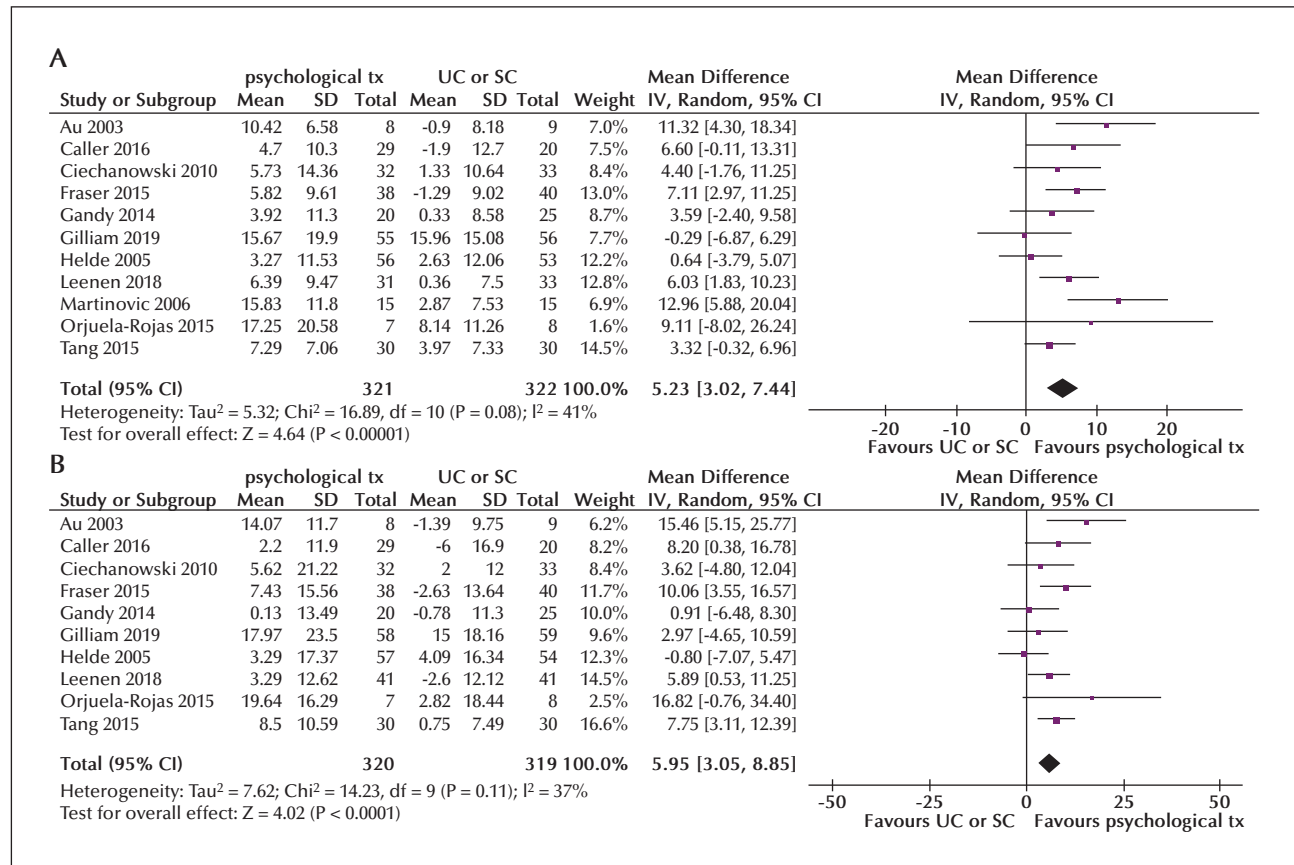 A
psychological tx UC or SC Mean Difference Mean Difference
Study or Subgroup Mean SD Total Mean SD Total Weight IV, Random, 95% CI IV, Random, 95% CI
Au 2003 10.42 6.58 8 -0.9 8.18 9 7.0% 11.32 [4.30, 18.34]
Caller 2016 4.7 10.3 29 -1.9 12.7 20 7.5% 6.60 [-0.11, 13.31]
Ciechanowski 2010 5.73 14.36 32 1.33 10.64 33 8.4% 4.40 [-1.76, 11.25]
Fraser 2015 5.82 9.61 38 -1.29 9.02 40 13.0% 7.11 [2.97, 11.25]
Gandy 2014 3.92 11.3 20 0.33 8.58 25 8.7% 3.59 [-2.40, 9.58]
Gilliam 2019 15.67 19.9 55 15.96 15.08 56 7.7% -0.29 [-6.87, 6.29]
Helde 2005 3.27 11.53 56 2.63 12.06 53 12.2% 0.64 [-3.79, 5.07]
Leenen 2018 6.39 9.47 31 0.36 7.5 33 12.8% 6.03 [1.83, 10.23]
Martinovic 2006 15.83 11.8 15 2.87 7.53 15 6.9% 12.96 [5.88, 20.04]
Orjuela-Rojas 2015 17.25 20.58 7 8.14 11.26 8 1.6% 9.11 [-8.02, 26.24]
Tang 2015 7.29 7.06 30 3.97 7.33 30 14.5% 3.32 [-0.32, 6.96]
Total (95% CI) 321 322 100.0% 5.23 [3.02, 7.44]
Heterogeneity: Tau² = 5.32; Chi² = 16.89, df = 10 (P = 0.08); I² = 41%
Test for overall effect: Z = 4.64 (P < 0.00001)
-20 -10 0 10 20
Favours UC or SC Favours psychological tx
B
psychological tx UC or SC Mean Difference Mean Difference
Study or Subgroup Mean SD Total Mean SD Total Weight IV, Random, 95% CI IV, Random, 95% CI
Au 2003 14.07 11.7 8 -1.39 9.75 9 6.2% 15.46 [5.15, 25.77]
Caller 2016 2.2 11.9 29 -6 16.9 20 8.2% 8.20 [0.38, 16.78]
Ciechanowski 2010 5.62 21.22 32 2 12 33 8.4% 3.62 [-4.80, 12.04]
Fraser 2015 7.43 15.56 38 -2.63 13.64 40 11.7% 10.06 [3.55, 16.57]
Gandy 2014 0.13 13.49 20 -0.78 11.3 25 10.0% 0.91 [-6.48, 8.30]
Gilliam 2019 17.97 23.5 58 15 18.16 59 9.6% 2.97 [-4.65, 10.59]
Helde 2005 3.29 17.37 57 4.09 16.34 54 12.3% -0.80 [-7.07, 5.47]
Leenen 2018 3.29 12.62 41 -2.6 12.12 41 14.5% 5.89 [0.53, 11.25]
Orjuela-Rojas 2015 19.64 16.29 7 2.82 18.44 8 2.5% 16.82 [-0.76, 34.40]
Tang 2015 8.5 10.59 30 0.75 7.49 30 16.6% 7.75 [3.11, 12.39]
Total (95% CI) 320 319 100.0% 5.95 [3.05, 8.85]
Heterogeneity: Tau² = 7.62; Chi² = 14.23, df = 9 (P = 0.11); I² = 37%
Test for overall effect: Z = 4.02 (P < 0.0001)
-50 -25 0 25 50
Favours UC or SC Favours psychological tx